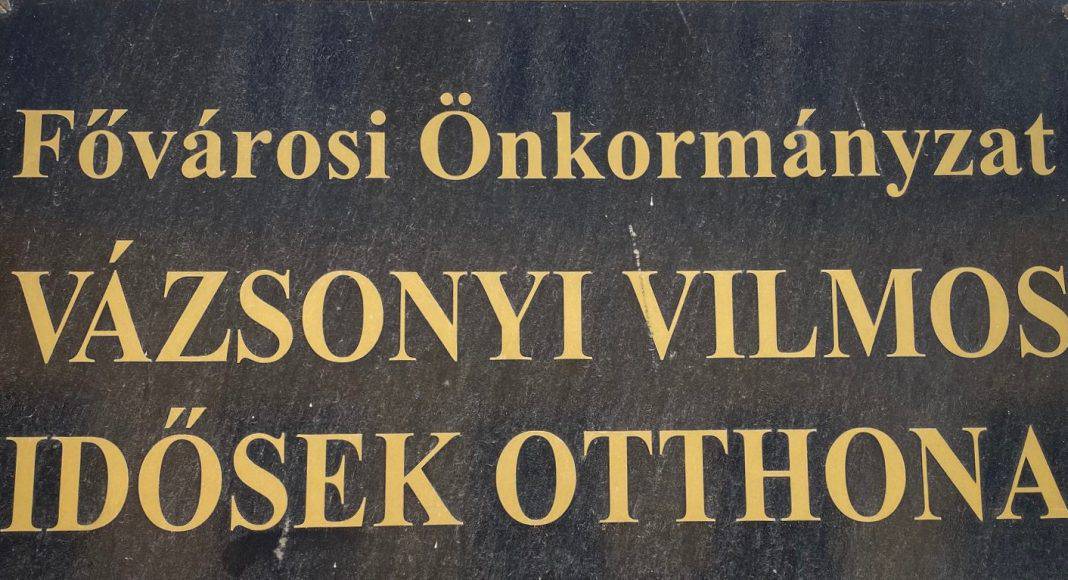 Fővárosi Önkormányzat
VÁZSONYI VILMOS
IDŐSEK OTTHONA